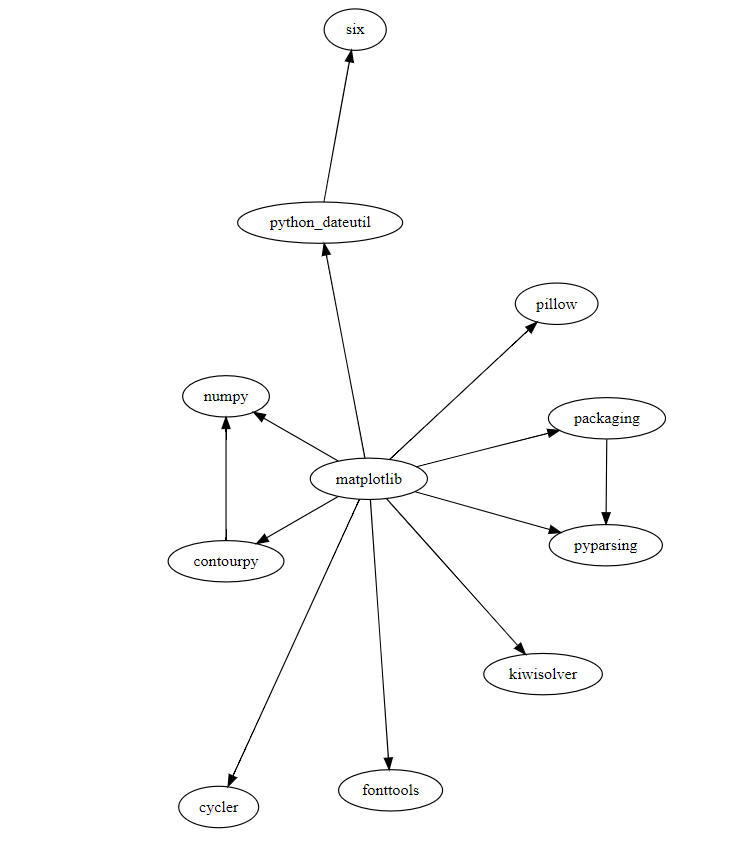 six
python_dateutil
pillow
numpy
packaging
matplotlib
pyparsing
contourpy
kiwisolver
fonttools
cycler